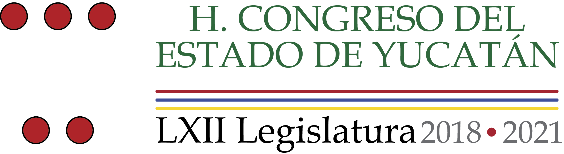 H. CONGRESO DEL
ESTADO DE YUCATÁN
LXII Legislatura 2018 • 2021